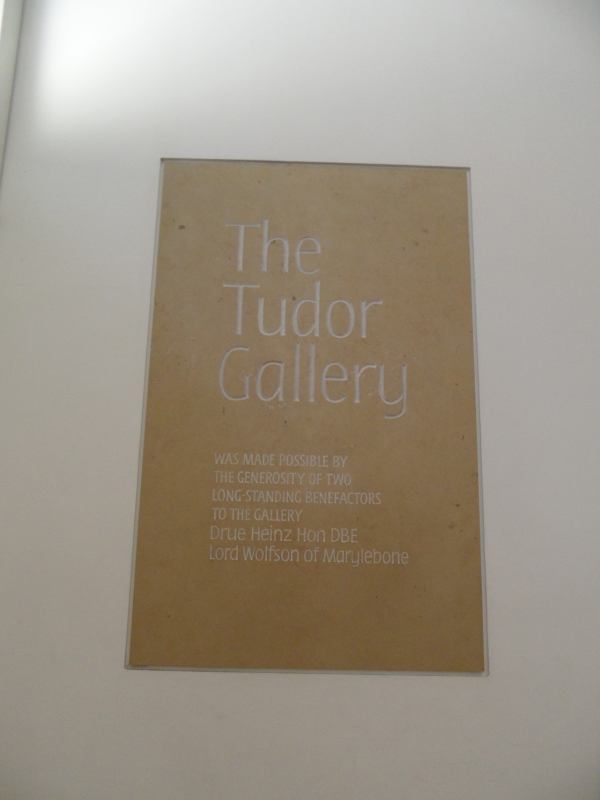 The
Tudor
Gallery
WAS MADE POSSIBLE BY
THE GENEROSITY OF TWO
LONG-STANDING BENEFACTORS
TO THE GALLERY
Drue Heinz Hon DBE
Lord Wolfson of Marylebone